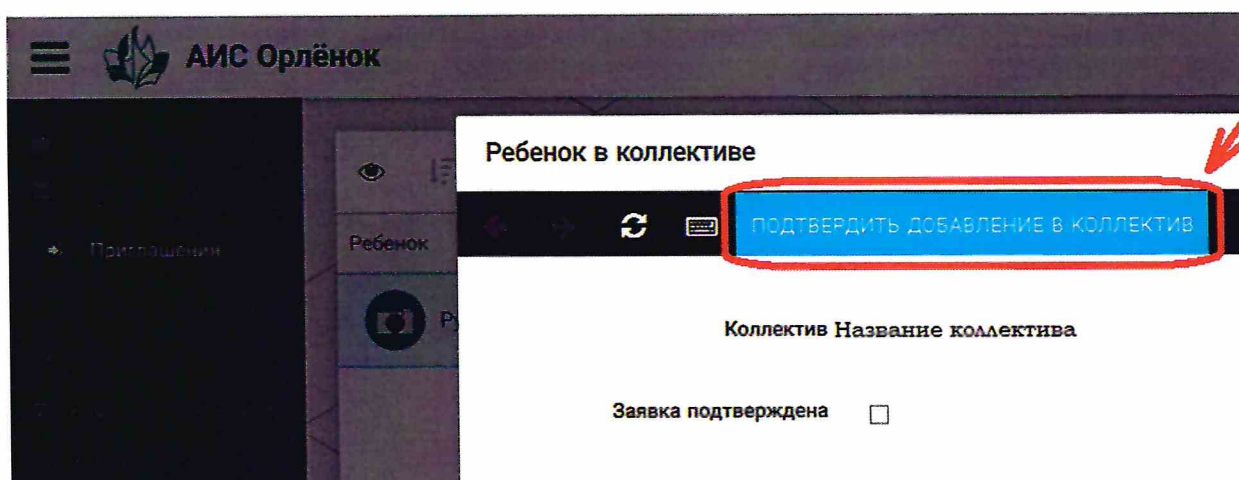 АИС Орлёнок
Ребенок в коллективе
ПОДТВЕРДИТЬ ДОБАВЛЕНИЕ В КОЛЛЕКТИВ
Приглашения
Ребенок
Коллектив Название коллектива
Заявка подтверждена